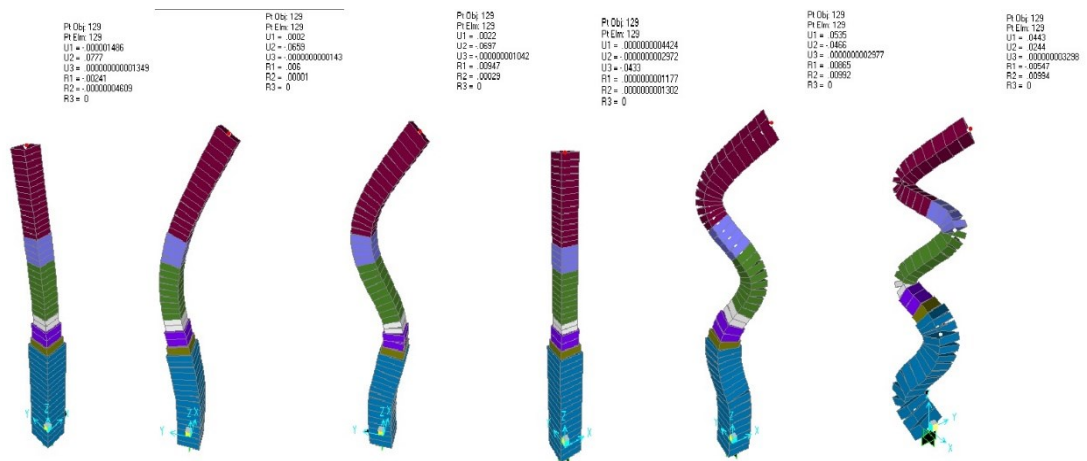 Pt Obj: 129
Pt Elm: 129
U1 = -.000001486
U2 = .0777
U3 = .00000000001349
R1 = -.00241
R2 = -.00000004609
R3 = 0
Pt Obj: 129
Pt Elm: 129
U1 = .0002
U2 = -.0659
U3 = -.0000000000143
R1 = .006
R2 = .00001
R3 = 0
Pt Obj: 129
Pt Elm: 129
U1 = .0022
U2 = -.0697
U3 = -.000000001042
R1 = .00947
R2 = .00029
R3 = 0
Pt Obj: 129
Pt Elm: 129
U1 = .0000000004424
U2 = -.0000002972
U3 = -.0433
R1 = .0000000001177
R2 = .0000000001302
R3 = 0
Pt Obj: 129
Pt Elm: 129
U1 = .0535
U2 = -.0466
U3 = .0000000002977
R1 = .00865
R2 = .00992
R3 = 0
Pt Obj: 129
Pt Elm: 129
U1 = .0443
U2 = .0244
U3 = .000000003298
R1 = -.00547
R2 = .00994
R3 = 0
Z
Y
Z
X
Y
Z
X
Y
Z
Y
X
Z
Y
X
Y
X